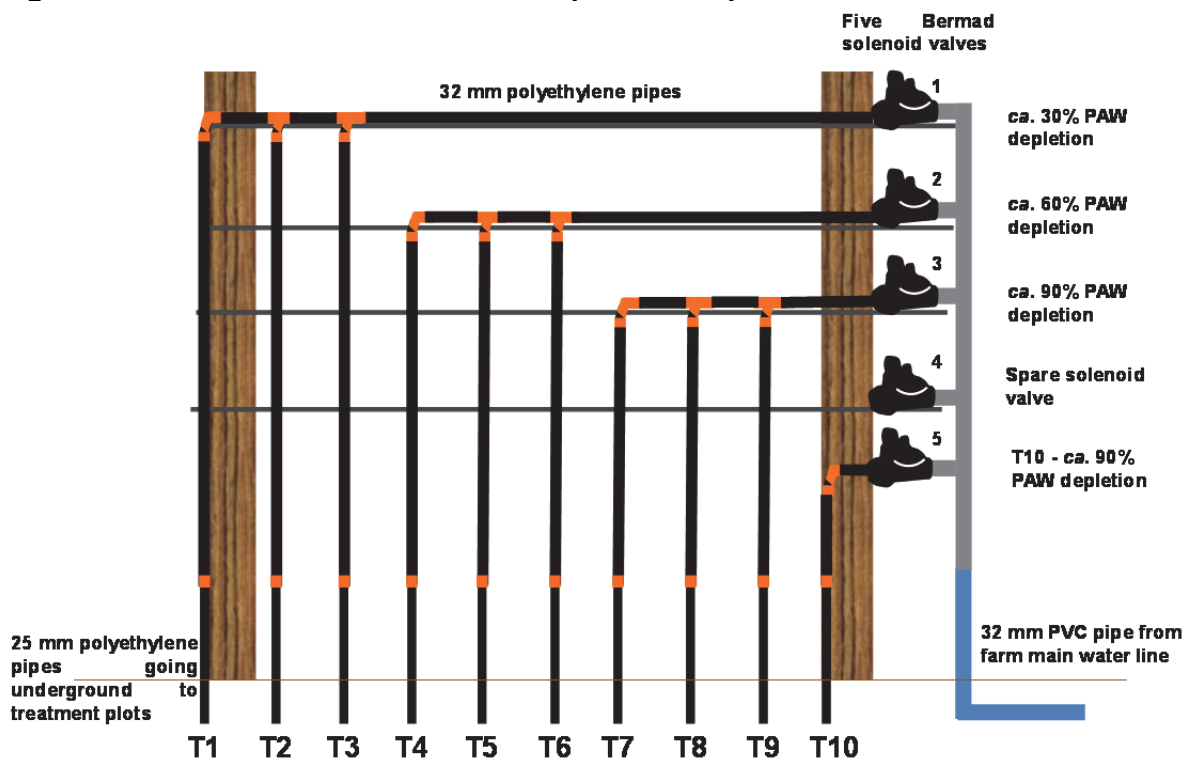 Five Bermad
solenoid valves
32 mm polyethylene pipes
1
ca. 30% PAW
depletion
2
ca. 60% PAW
depletion
3
ca. 90% PAW
depletion
4
Spare solenoid
valve
5
T10 - ca. 90%
PAW depletion
25 mm polyethylene
pipes going
underground to
treatment plots
32 mm PVC pipe from
farm main water line
T1 T2 T3 T4 T5 T6 T7 T8 T9 T10